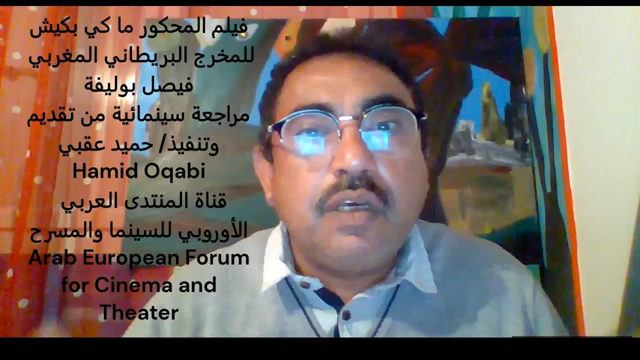 فيلم المحكور ما كي بكيش
للمخرج البريطاني المغربي
فيصل بوليفة
مراجعة سينمائية من تقديم
وتنفيذ/ حميد عقبي
Hamid Oqabi
قناة المنتدى العربي
الأوروبي للسينما والمسرح
Arab European Forum
for Cinema and
Theater